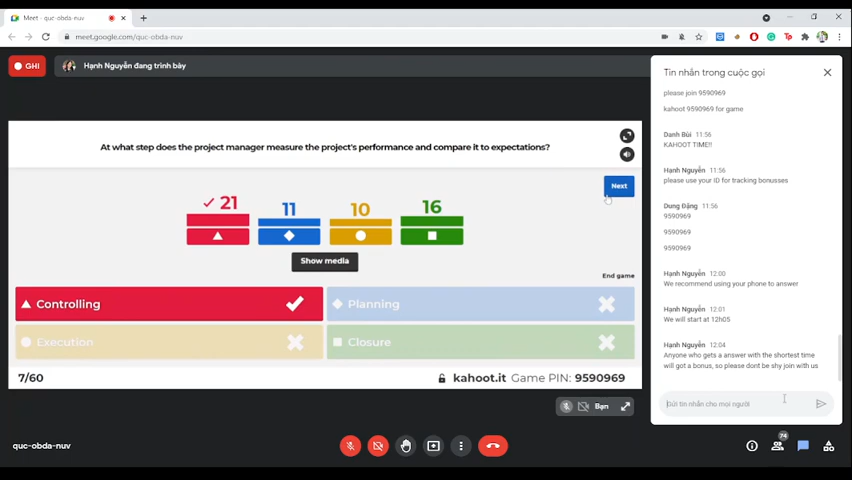 Meet - quc-obda-nuv
meet.google.com/quc-obda-nuv
GHI
Hạnh Nguyễn đang trình bày
At what step does the project manager measure the project's performance and compare it to expectations?
Next
21
11
10
16
Show media
End game
Controlling
Planning
Execution
Closure
7/60
kahoot.it Game PIN: 9590969
Bạn
quc-obda-nuv
Tin nhắn trong cuộc gọi
please join 9590969
kahoot 9590969 for game
Danh Bùi 11:56
KAHOOT TIME!!
Hạnh Nguyễn 11:56
please use your ID for tracking bonusses
Dung Đặng 11:56
9590969
9590969
9590969
Hạnh Nguyễn 12:00
We recommend using your phone to answer
Hạnh Nguyễn 12:01
We will start at 12h05
Hạnh Nguyễn 12:04
Anyone who gets a answer with the shortest time
will got a bonus, so please dont be shy join with us
Gửi tin nhắn cho mọi người
74